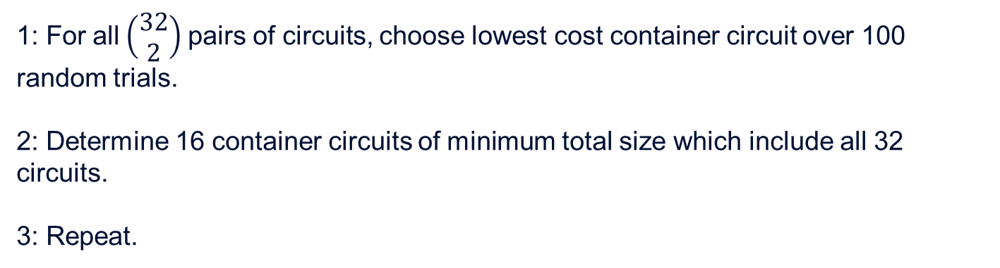 1: For all (32 2) pairs of circuits, choose lowest cost container circuit over 100
random trials.
2: Determine 16 container circuits of minimum total size which include all 32
circuits.
3: Repeat.